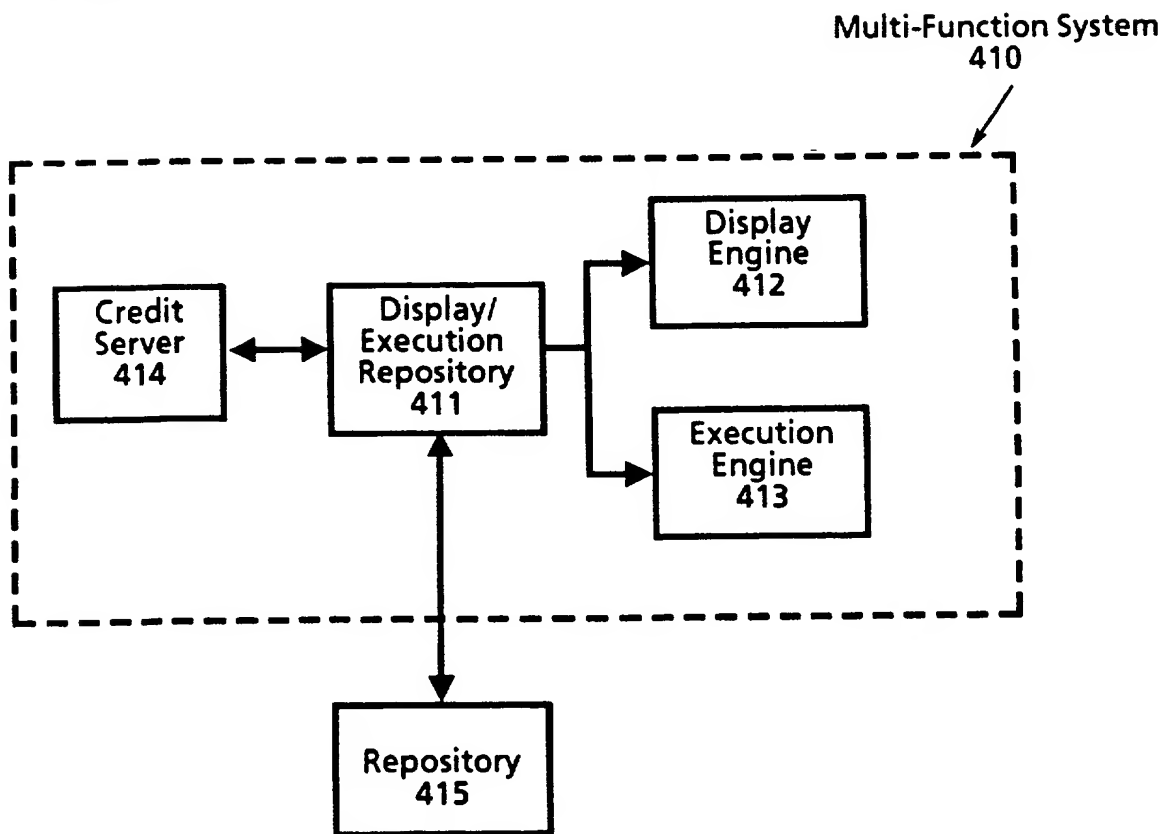 Multi-Function System
410
Display
Engine
412
Credit
Server
414
Display/
Execution
Repository
411
Execution
Engine
413
Repository
415